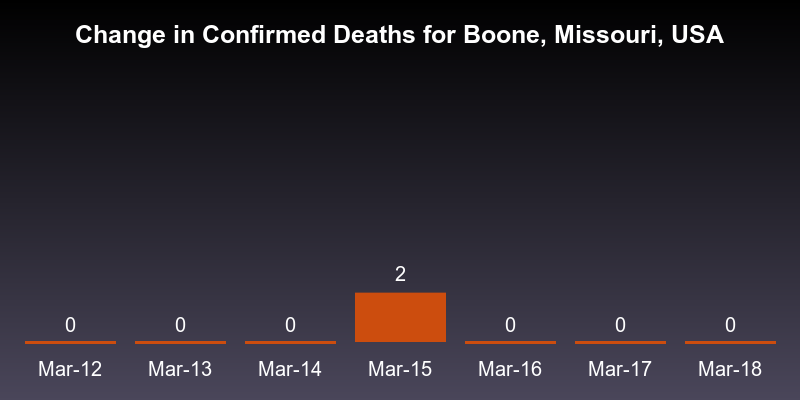 Change in Confirmed Deaths for Boone, Missouri, USA
2
0 0 0 0 0 0
Mar-12 Mar-13 Mar-14 Mar-15 Mar-16 Mar-17 Mar-18